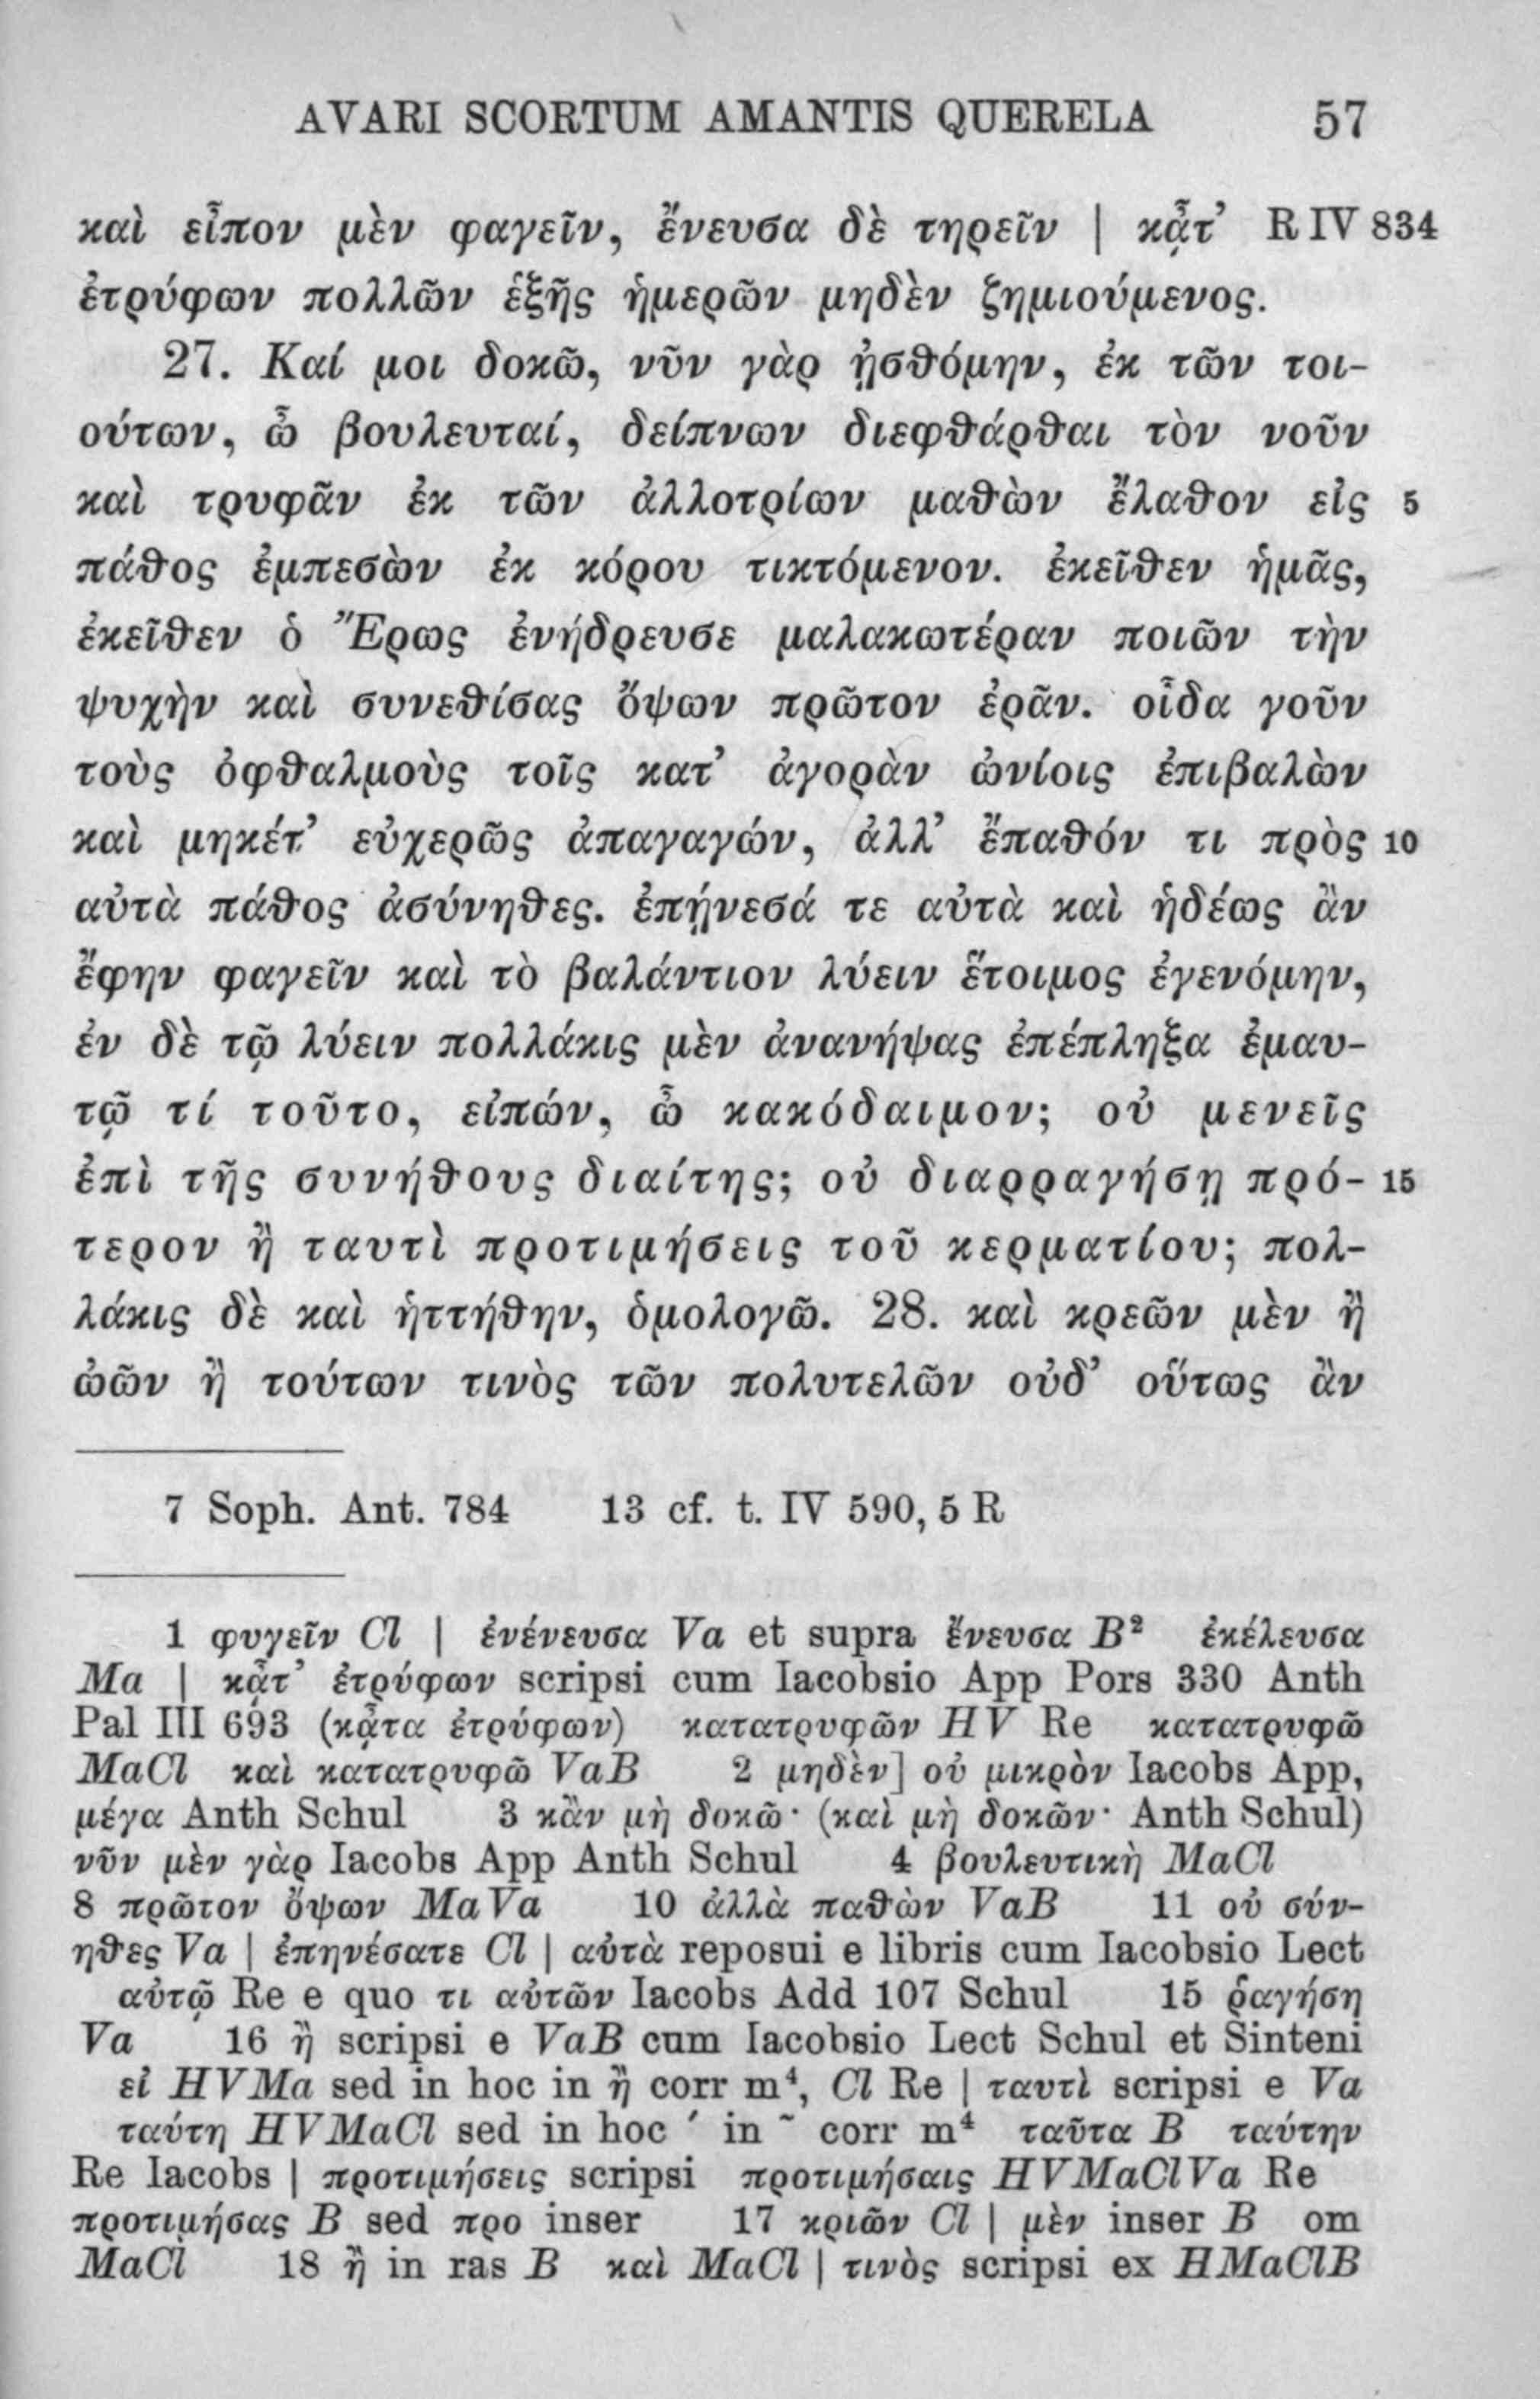 AVARI SCORTUM AMANTIS QUERELA 57
καὶ εἶπον μὲν φαγεῖν, ἔνευσα δὲ τηρεῖν | κᾆτ’ R IV 834
ἐτρύφων πολλῶν ἑξῆς ἡμερῶν μηδὲν ζημιούμενος.
27. Καί μοι δοκῶ, νῦν γὰρ ᾐσθόμην, ἐκ τῶν τοι-
ούτων, ὦ βουλευταί, δείπνων διεφθάρθαι τὸν νοῦν
καὶ τρυφᾶν ἐκ τῶν ἀλλοτρίων μαθὼν ἔλαθον εἰς 5
πάθος ἐμπεσὼν ἐκ κόρου τικτόμενον. ἐκεῖθεν ἡμᾶς,
ἐκεῖθεν ὁ Ἔρως ἐνήδρευσε μαλακωτέραν ποιῶν τὴν
ψυχὴν καὶ συνεθίσας ὄψων πρῶτον ἐρᾶν. οἶδα γοῦν
τοὺς ὀφθαλμοὺς τοῖς κατ’ ἀγορὰν ὠνίοις ἐπιβαλὼν
καὶ μηκέτ’ εὐχερῶς ἀπαγαγών, ἀλλ’ ἔπαθόν τι πρὸς 10
αὐτὰ πάθος ἀσύνηθες. ἐπῄνεσά τε αὐτὰ καὶ ἡδέως ἂν
ἔφην φαγεῖν καὶ τὸ βαλάντιον λύειν ἕτοιμος ἐγενόμην,
ἐν δὲ τῷ λύειν πολλάκις μὲν ἀνανήψας ἐπέπληξα ἐμαυ-
τῷ τί τοῦτο, εἰπών, ὦ κακόδαιμον; οὐ μενεῖς
ἐπὶ τῆς συνήθους διαίτης; οὐ διαρραγήσῃ πρό- 15
τερον ἢ ταυτὶ προτιμήσεις τοῦ κερματίου; πολ-
λάκις δὲ καὶ ἡττήθην, ὁμολογῶ. 28. καὶ κρεῶν μὲν ἢ
ὠῶν ἢ τούτων τινὸς τῶν πολυτελῶν οὐδ’ οὕτως ἂν
7 Soph. Ant. 784 13 cf. t. IV 590, 5 R
1 φυγεῖν Cl | ἐνένευσα Va et supra ἔνευσα B² ἐκέλευσα
Ma | κᾆτ’ ἐτρύφων scripsi cum Iacobsio App Pors 330 Anth
Pal III 693 (κᾆτα ἐτρύφων) κατατρυφῶν HV Re κατατρυφῶ
MaCl καὶ κατατρυφῶ VaB 2 μηδὲν] οὐ μικρὸν Iacobs App,
μέγα Anth Schul 3 κἂν μὴ δοκῶ· (καὶ μὴ δοκῶν· Anth Schul)
νῦν μὲν γὰρ Iacobs App Anth Schul 4 βουλευτικὴ MaCl
8 πρῶτον ὄψων MaVa 10 ἀλλὰ παθὼν VaB 11 οὐ σύν-
ηθες Va | ἐπηνέσατε Cl | αὐτὰ reposui e libris cum Iacobsio Lect
αὐτῷ Re e quo τι αὐτῶν Iacobs Add 107 Schul 15 ῥαγήσῃ
Va 16 ἢ scripsi e VaB cum Iacobsio Lect Schul et Sinteni
εἰ HVMa sed in hoc in ἢ corr m⁴, Cl Re | ταυτὶ scripsi e Va
ταύτη HVMaCl sed in hoc ´ in ῀ corr m⁴ ταῦτα B ταύτην
Re Iacobs | προτιμήσεις scripsi προτιμήσαις HVMaClVa Re
προτιμήσας B sed προ inser 17 κριῶν Cl | μὲν inser B om
MaCl 18 ἢ in ras B καὶ MaCl | τινὸς scripsi ex HMaClB